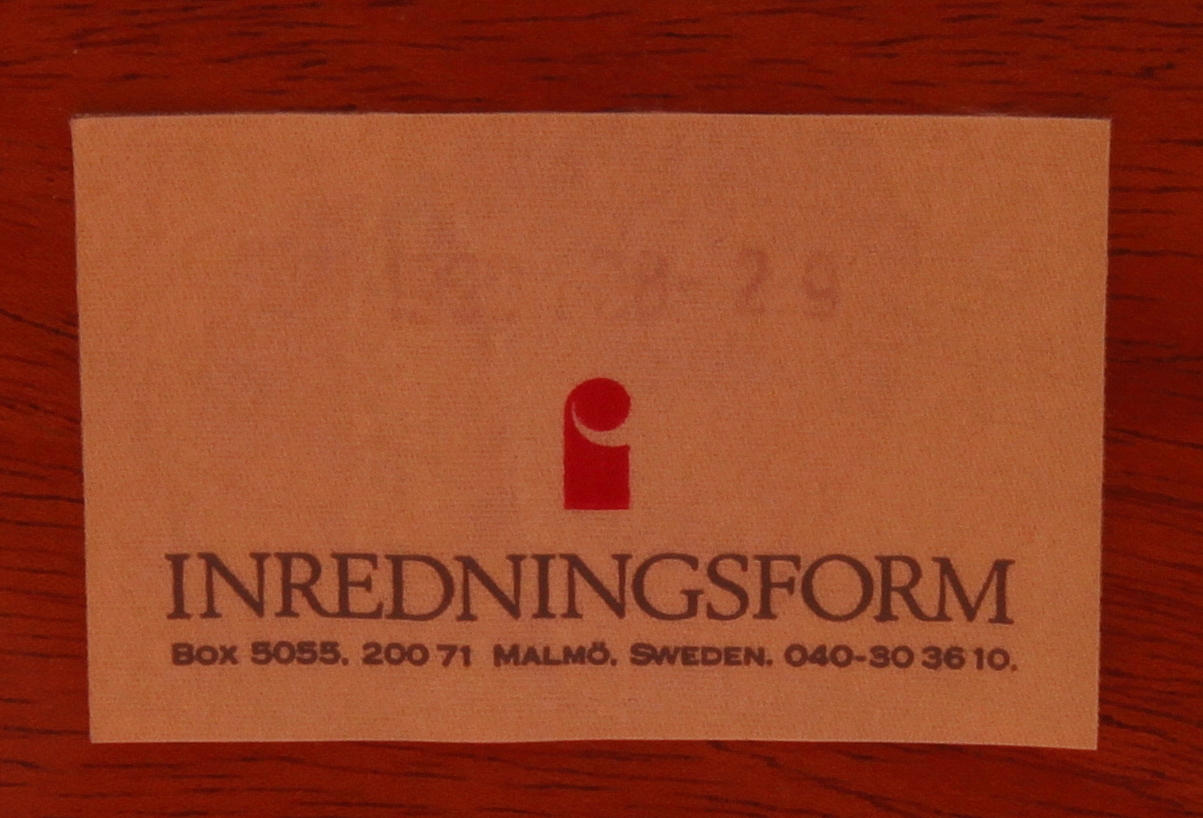 INREDNINGSFORM
BOX 5055. 200 71 MALMÖ. SWEDEN. 040-30 36 10.